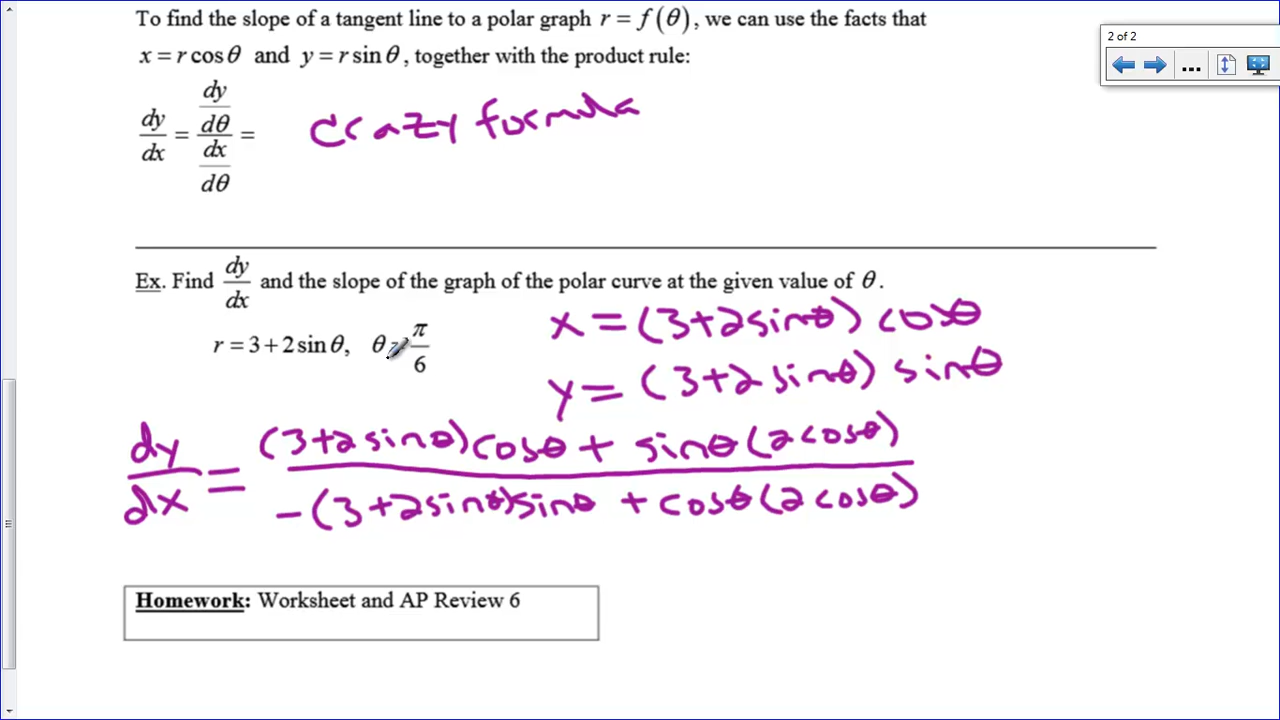 To find the slope of a tangent line to a polar graph r = f(θ), we can use the facts that
2 of 2
x = r cos θ and y = r sin θ, together with the product rule:
...
dy/dx = (dy/dθ)/(dx/dθ) = crazy formula
Ex. Find dy/dx and the slope of the graph of the polar curve at the given value of θ.
x = (3+2sinθ) cosθ
r = 3 + 2 sin θ, θ = π/6
y = (3+2 sinθ) sinθ
dy/dx = ((3+2sinθ)cosθ + sinθ(2cosθ))/(-(3+2sinθ)sinθ + cosθ(2cosθ))
Homework: Worksheet and AP Review 6